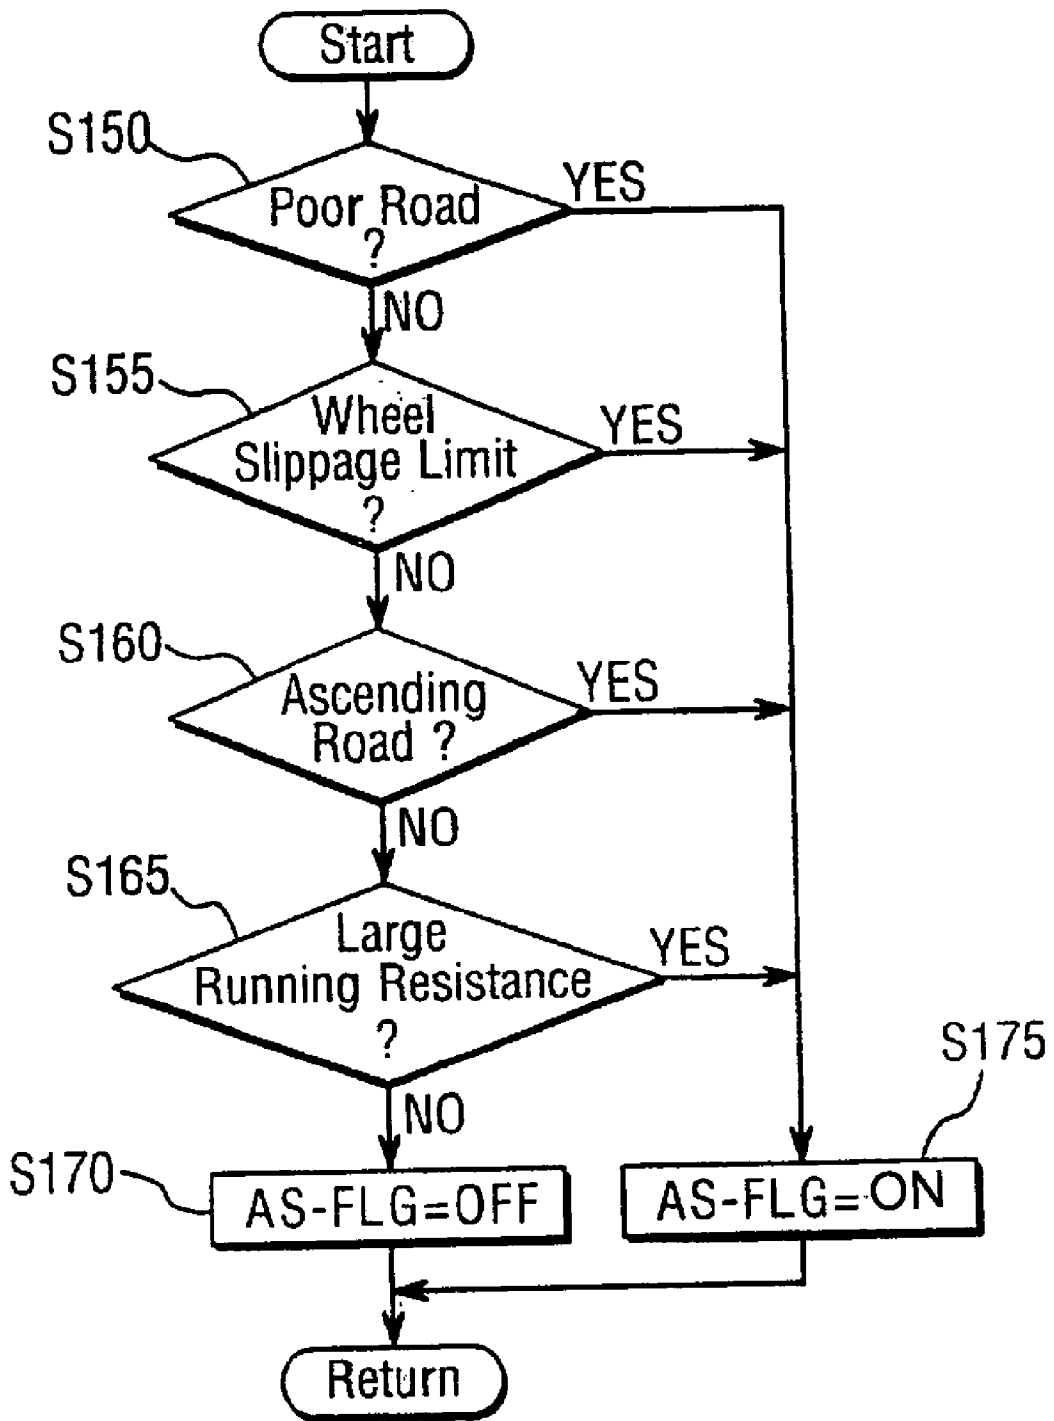 Start
S150
YES
Poor Road
?
NO
S155
Wheel
YES
Slippage Limit
?
NO
S160
YES
Ascending
Road ?
NO
S165
Large
YES
Running Resistance
?
S175
NO
S170
AS-FLG=OFF
AS-FLG=ON
Return